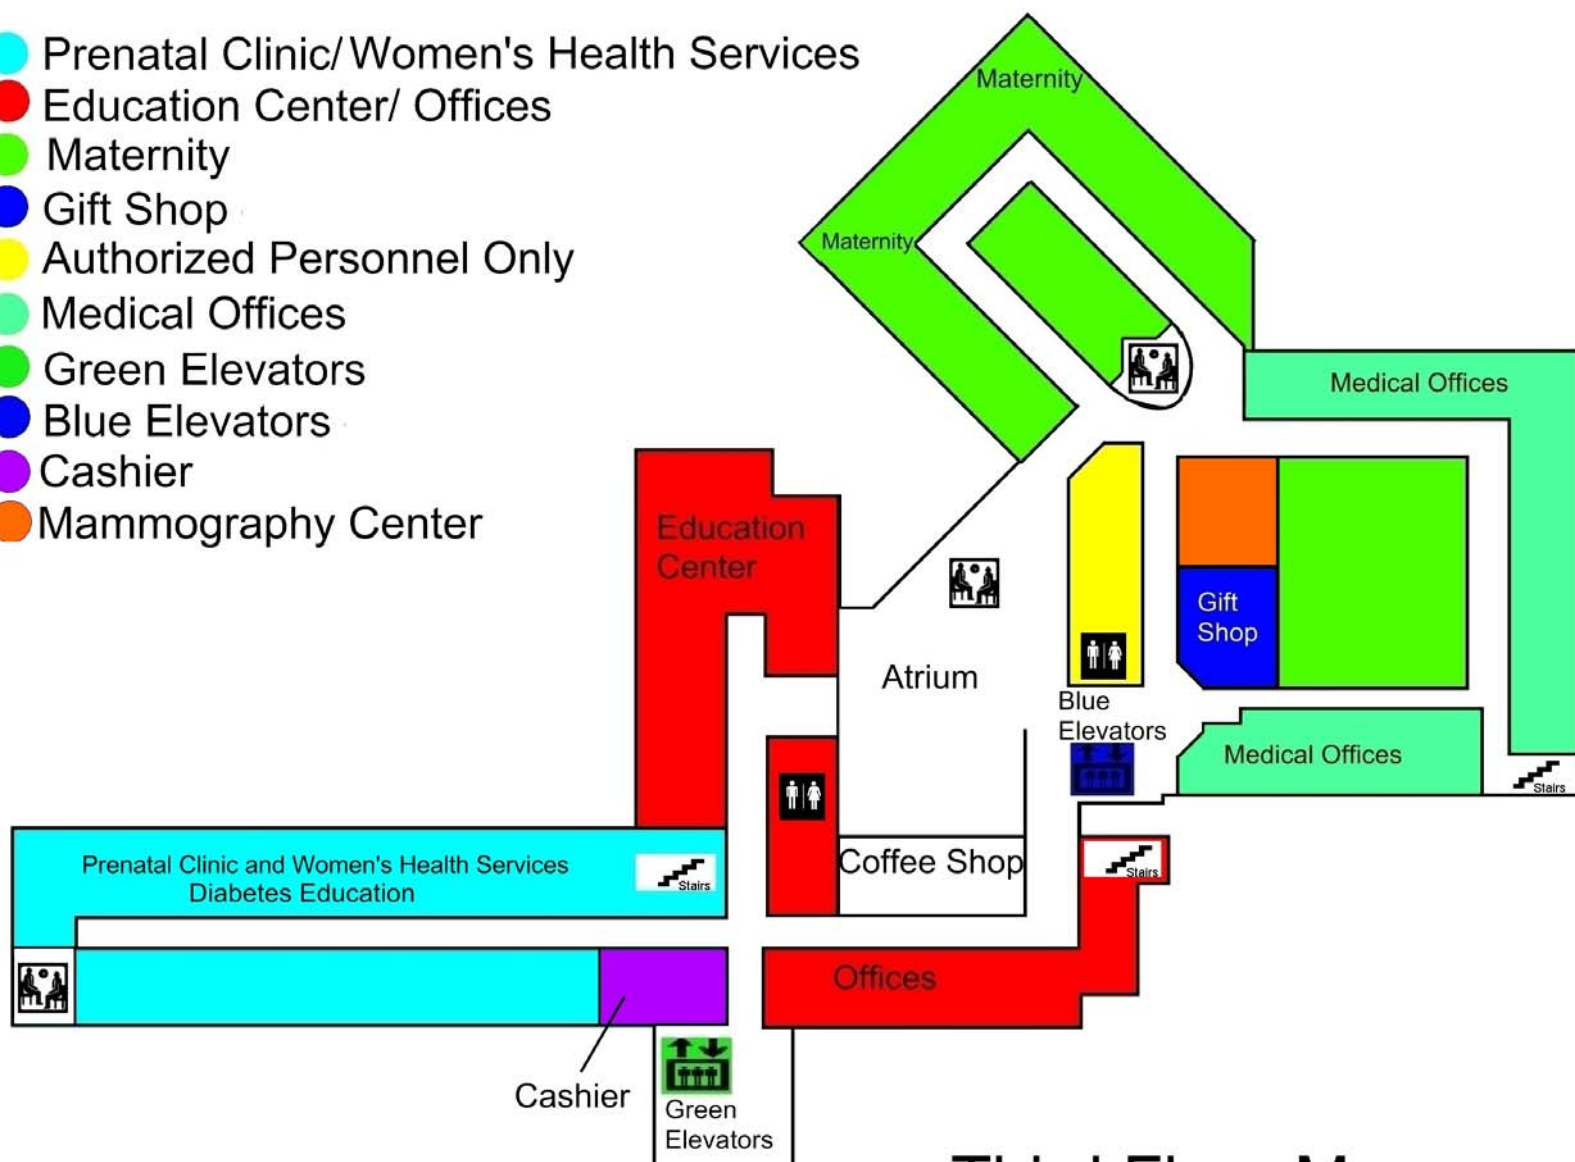 Prenatal Clinic/ Women's Health Services
Education Center/ Offices
Maternity
Gift Shop
Authorized Personnel Only
Medical Offices
Green Elevators
Blue Elevators
Cashier
Mammography Center
Maternity
Maternity
Medical Offices
Education
Center
Gift
Shop
Atrium
Blue
Elevators
Medical Offices
Stairs
Prenatal Clinic and Women's Health Services
Diabetes Education
Stairs
Coffee Shop
Stairs
Offices
Cashier
Green
Elevators